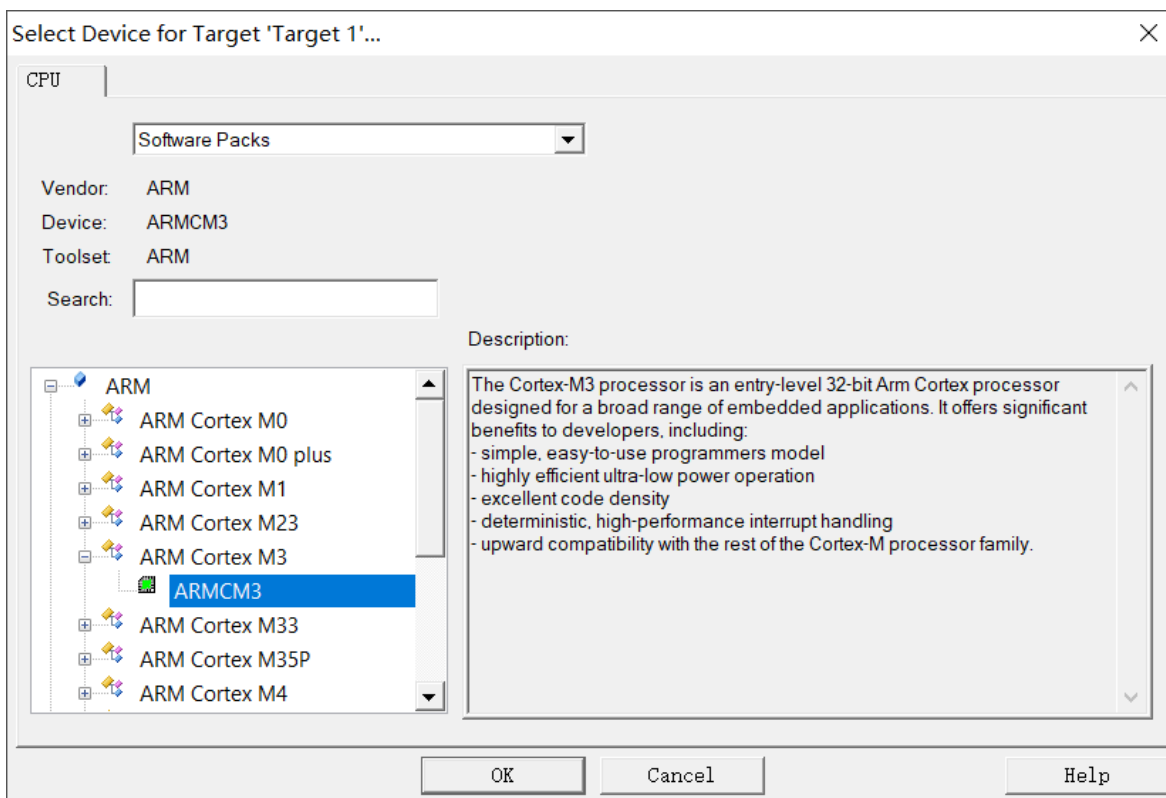 Select Device for Target 'Target 1'...
CPU
Software Packs
Vendor: ARM
Device: ARMCM3
Toolset: ARM
Search:
Description:
ARM
ARM Cortex M0
ARM Cortex M0 plus
ARM Cortex M1
ARM Cortex M23
ARM Cortex M3
ARMCM3
ARM Cortex M33
ARM Cortex M35P
ARM Cortex M4
The Cortex-M3 processor is an entry-level 32-bit Arm Cortex processor
designed for a broad range of embedded applications. It offers significant
benefits to developers, including:
- simple, easy-to-use programmers model
- highly efficient ultra-low power operation
- excellent code density
- deterministic, high-performance interrupt handling
- upward compatibility with the rest of the Cortex-M processor family.
OK
Cancel
Help